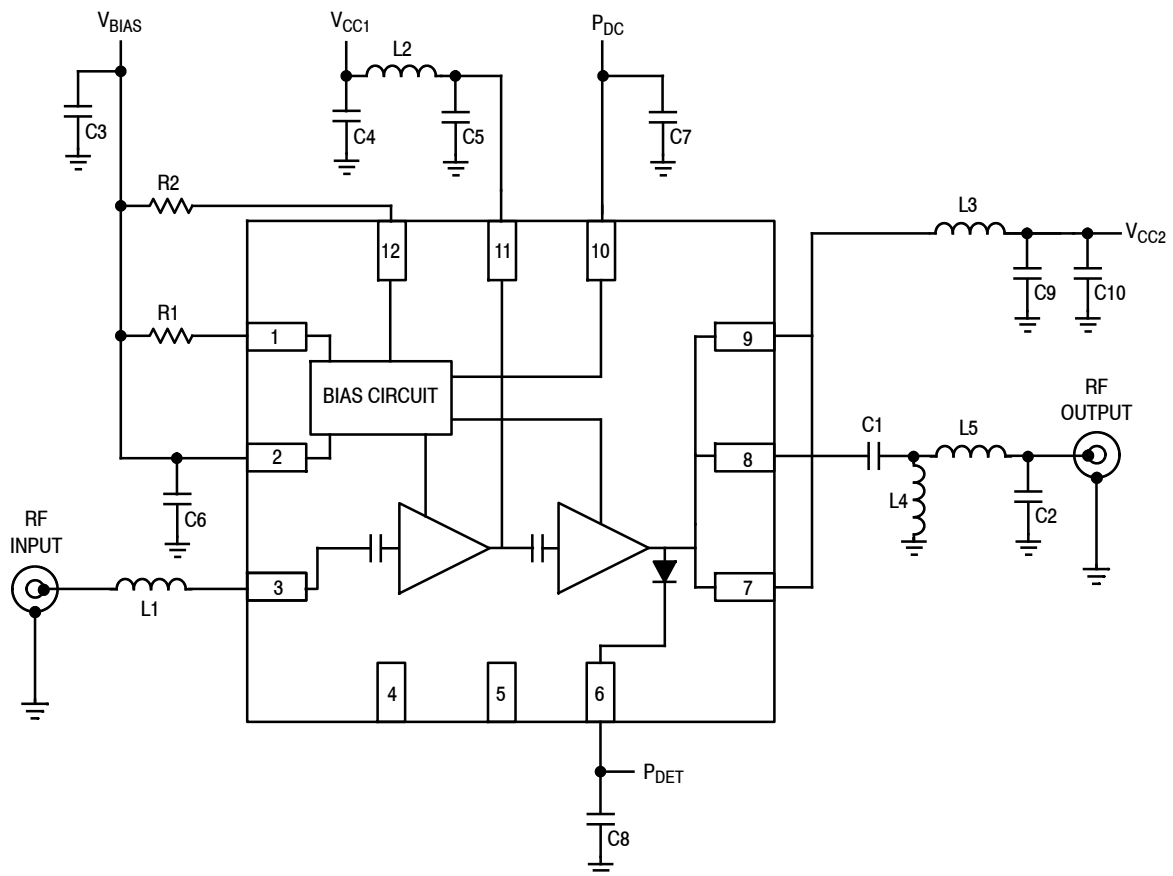 VBIAS
VCC1
L2
PDC
C3
C4
C5
C7
R2
12
11
10
L3
VCC2
C9
C10
R1
1
9
BIAS CIRCUIT
RF
OUTPUT
C1
L5
2
8
L4
C2
C6
RF
INPUT
3
7
L1
4
5
6
PDET
C8